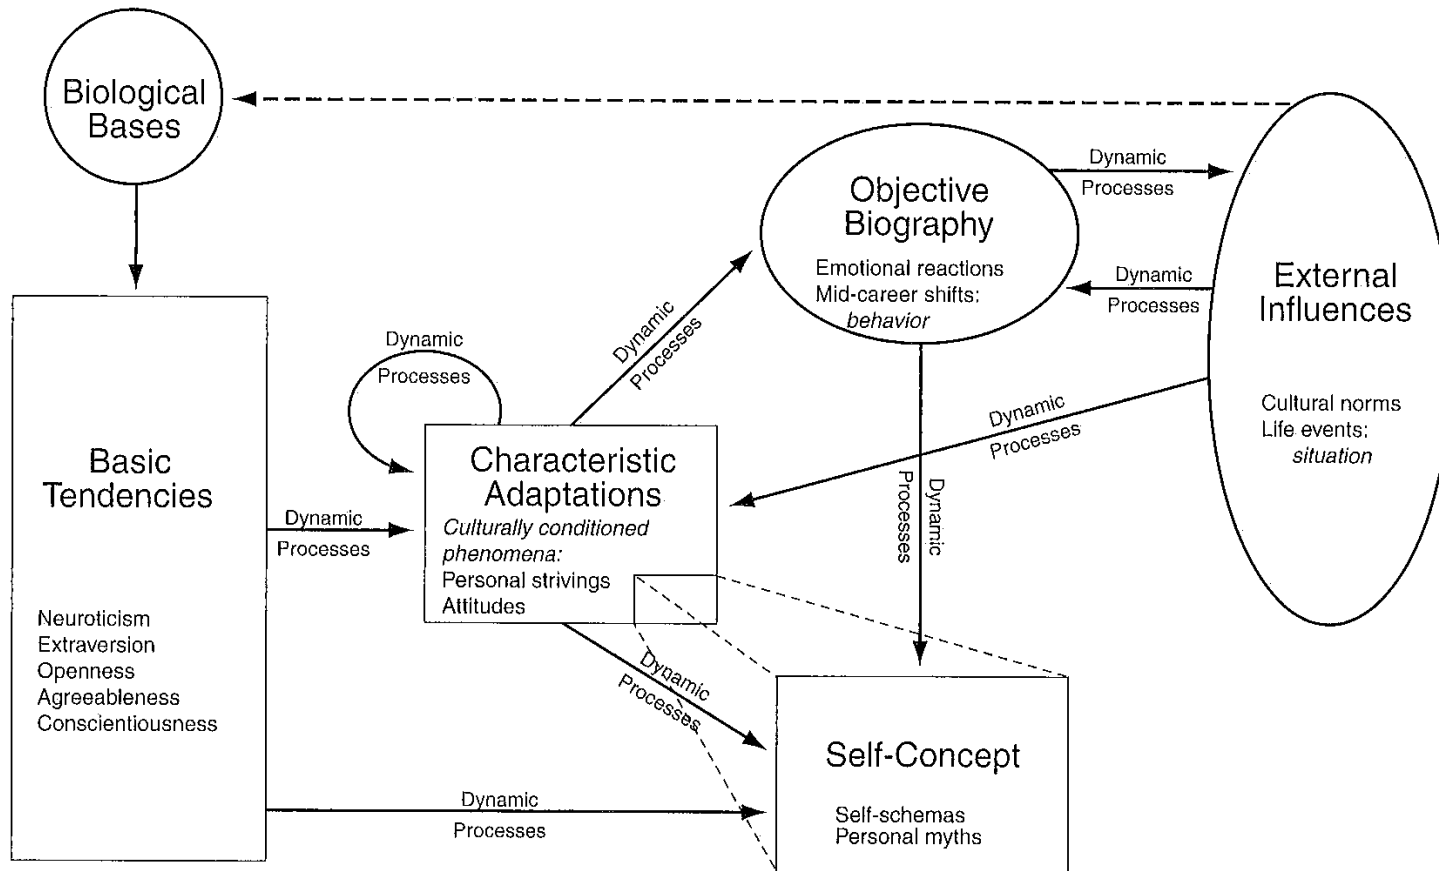 Biological
Bases
Dynamic
Processes
Objective
Biography
Emotional reactions
Mid-career shifts:
behavior
Dynamic
Processes
External
Influences
Cultural norms
Life events:
situation
Dynamic
Processes
Dynamic
Processes
Dynamic
Processes
Dynamic
Processes
Basic
Tendencies
Neuroticism
Extraversion
Openness
Agreeableness
Conscientiousness
Dynamic
Processes
Characteristic
Adaptations
Culturally conditioned
phenomena:
Personal strivings
Attitudes
Dynamic
Processes
Dynamic
Processes
Self-Concept
Self-schemas
Personal myths
Dynamic
Processes